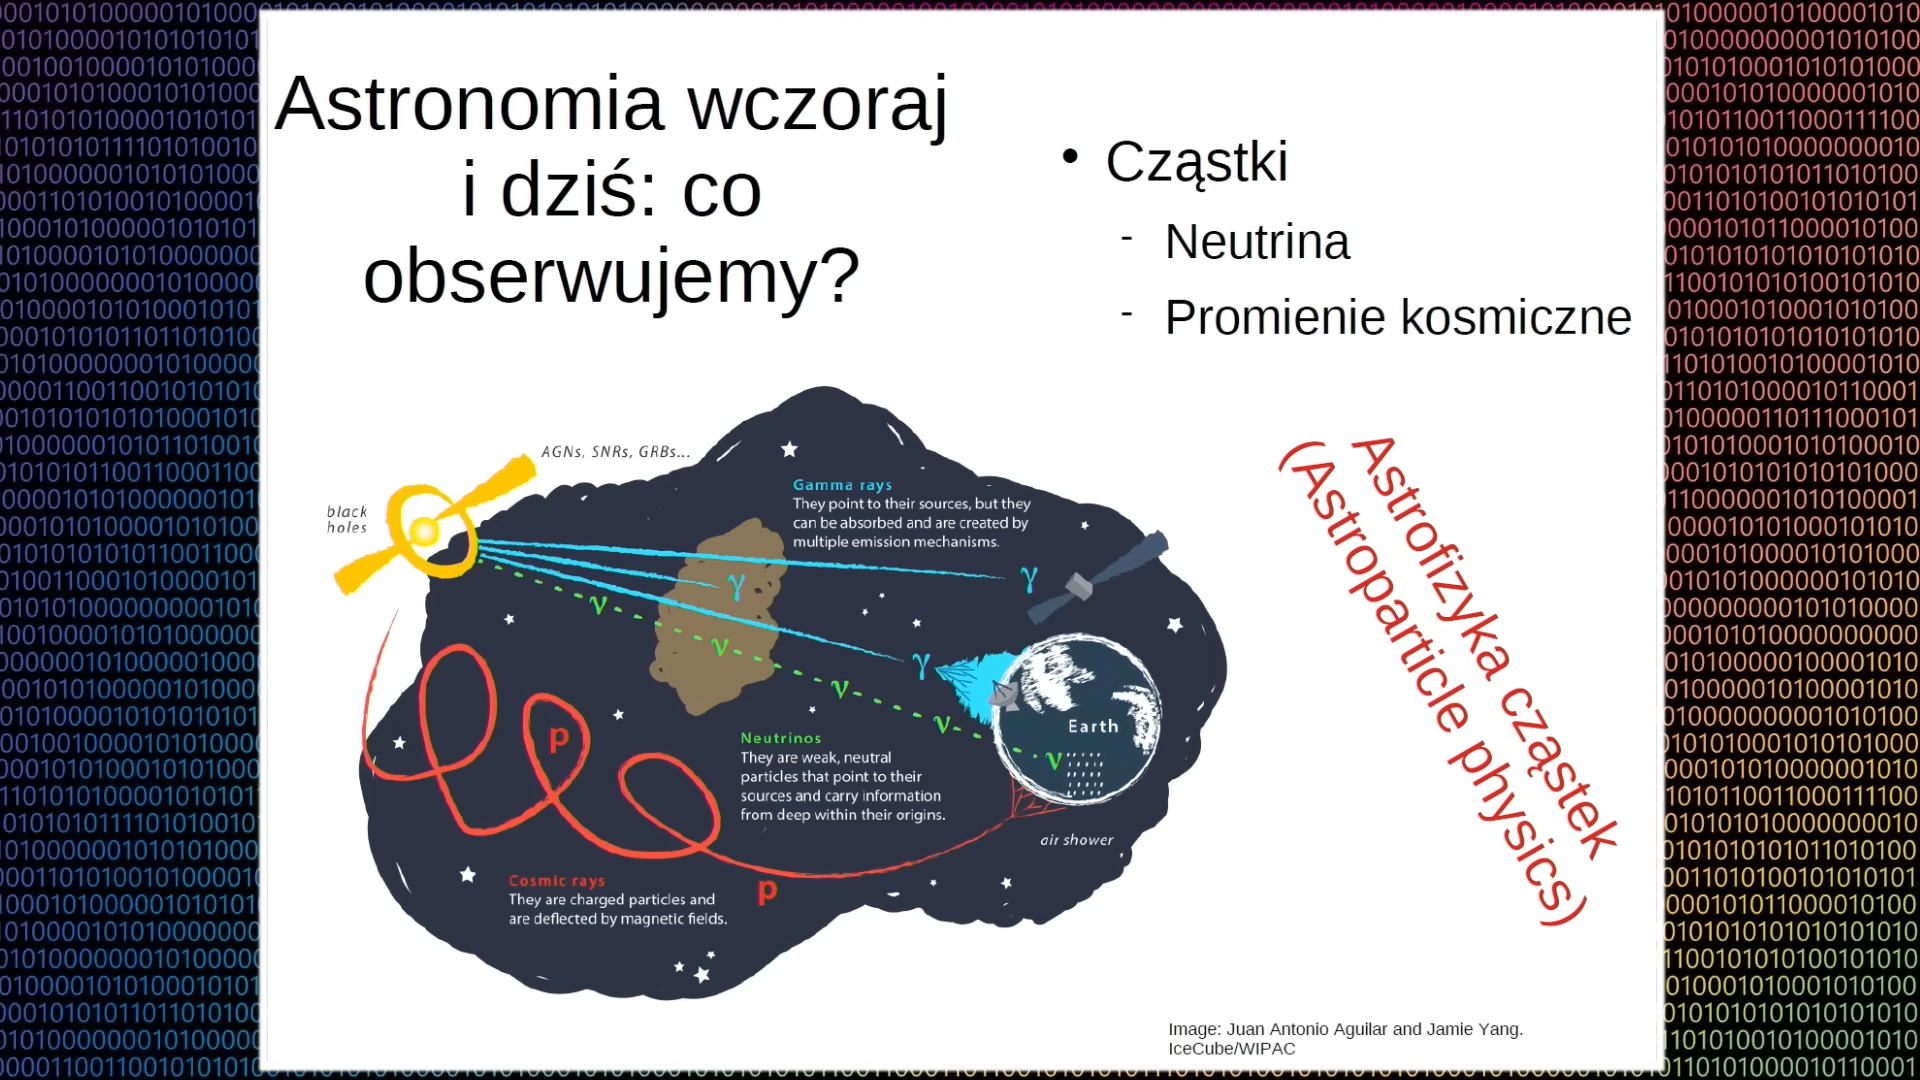 Astronomia wczoraj
i dziś: co
obserwujemy?
• Cząstki
- Neutrina
- Promienie kosmiczne
AGNs, SNRs, GRBs...
black
holes
Gamma rays
They point to their sources, but they
can be absorbed and are created by
multiple emission mechanisms.
γ
γ
γ
ν
ν
ν
ν
ν
Earth
Neutrinos
They are weak, neutral
particles that point to their
sources and carry information
from deep within their origins.
air shower
p
p
Cosmic rays
They are charged particles and
are deflected by magnetic fields.
Astrofizyka cząstek
(Astroparticle physics)
Image: Juan Antonio Aguilar and Jamie Yang.
IceCube/WIPAC